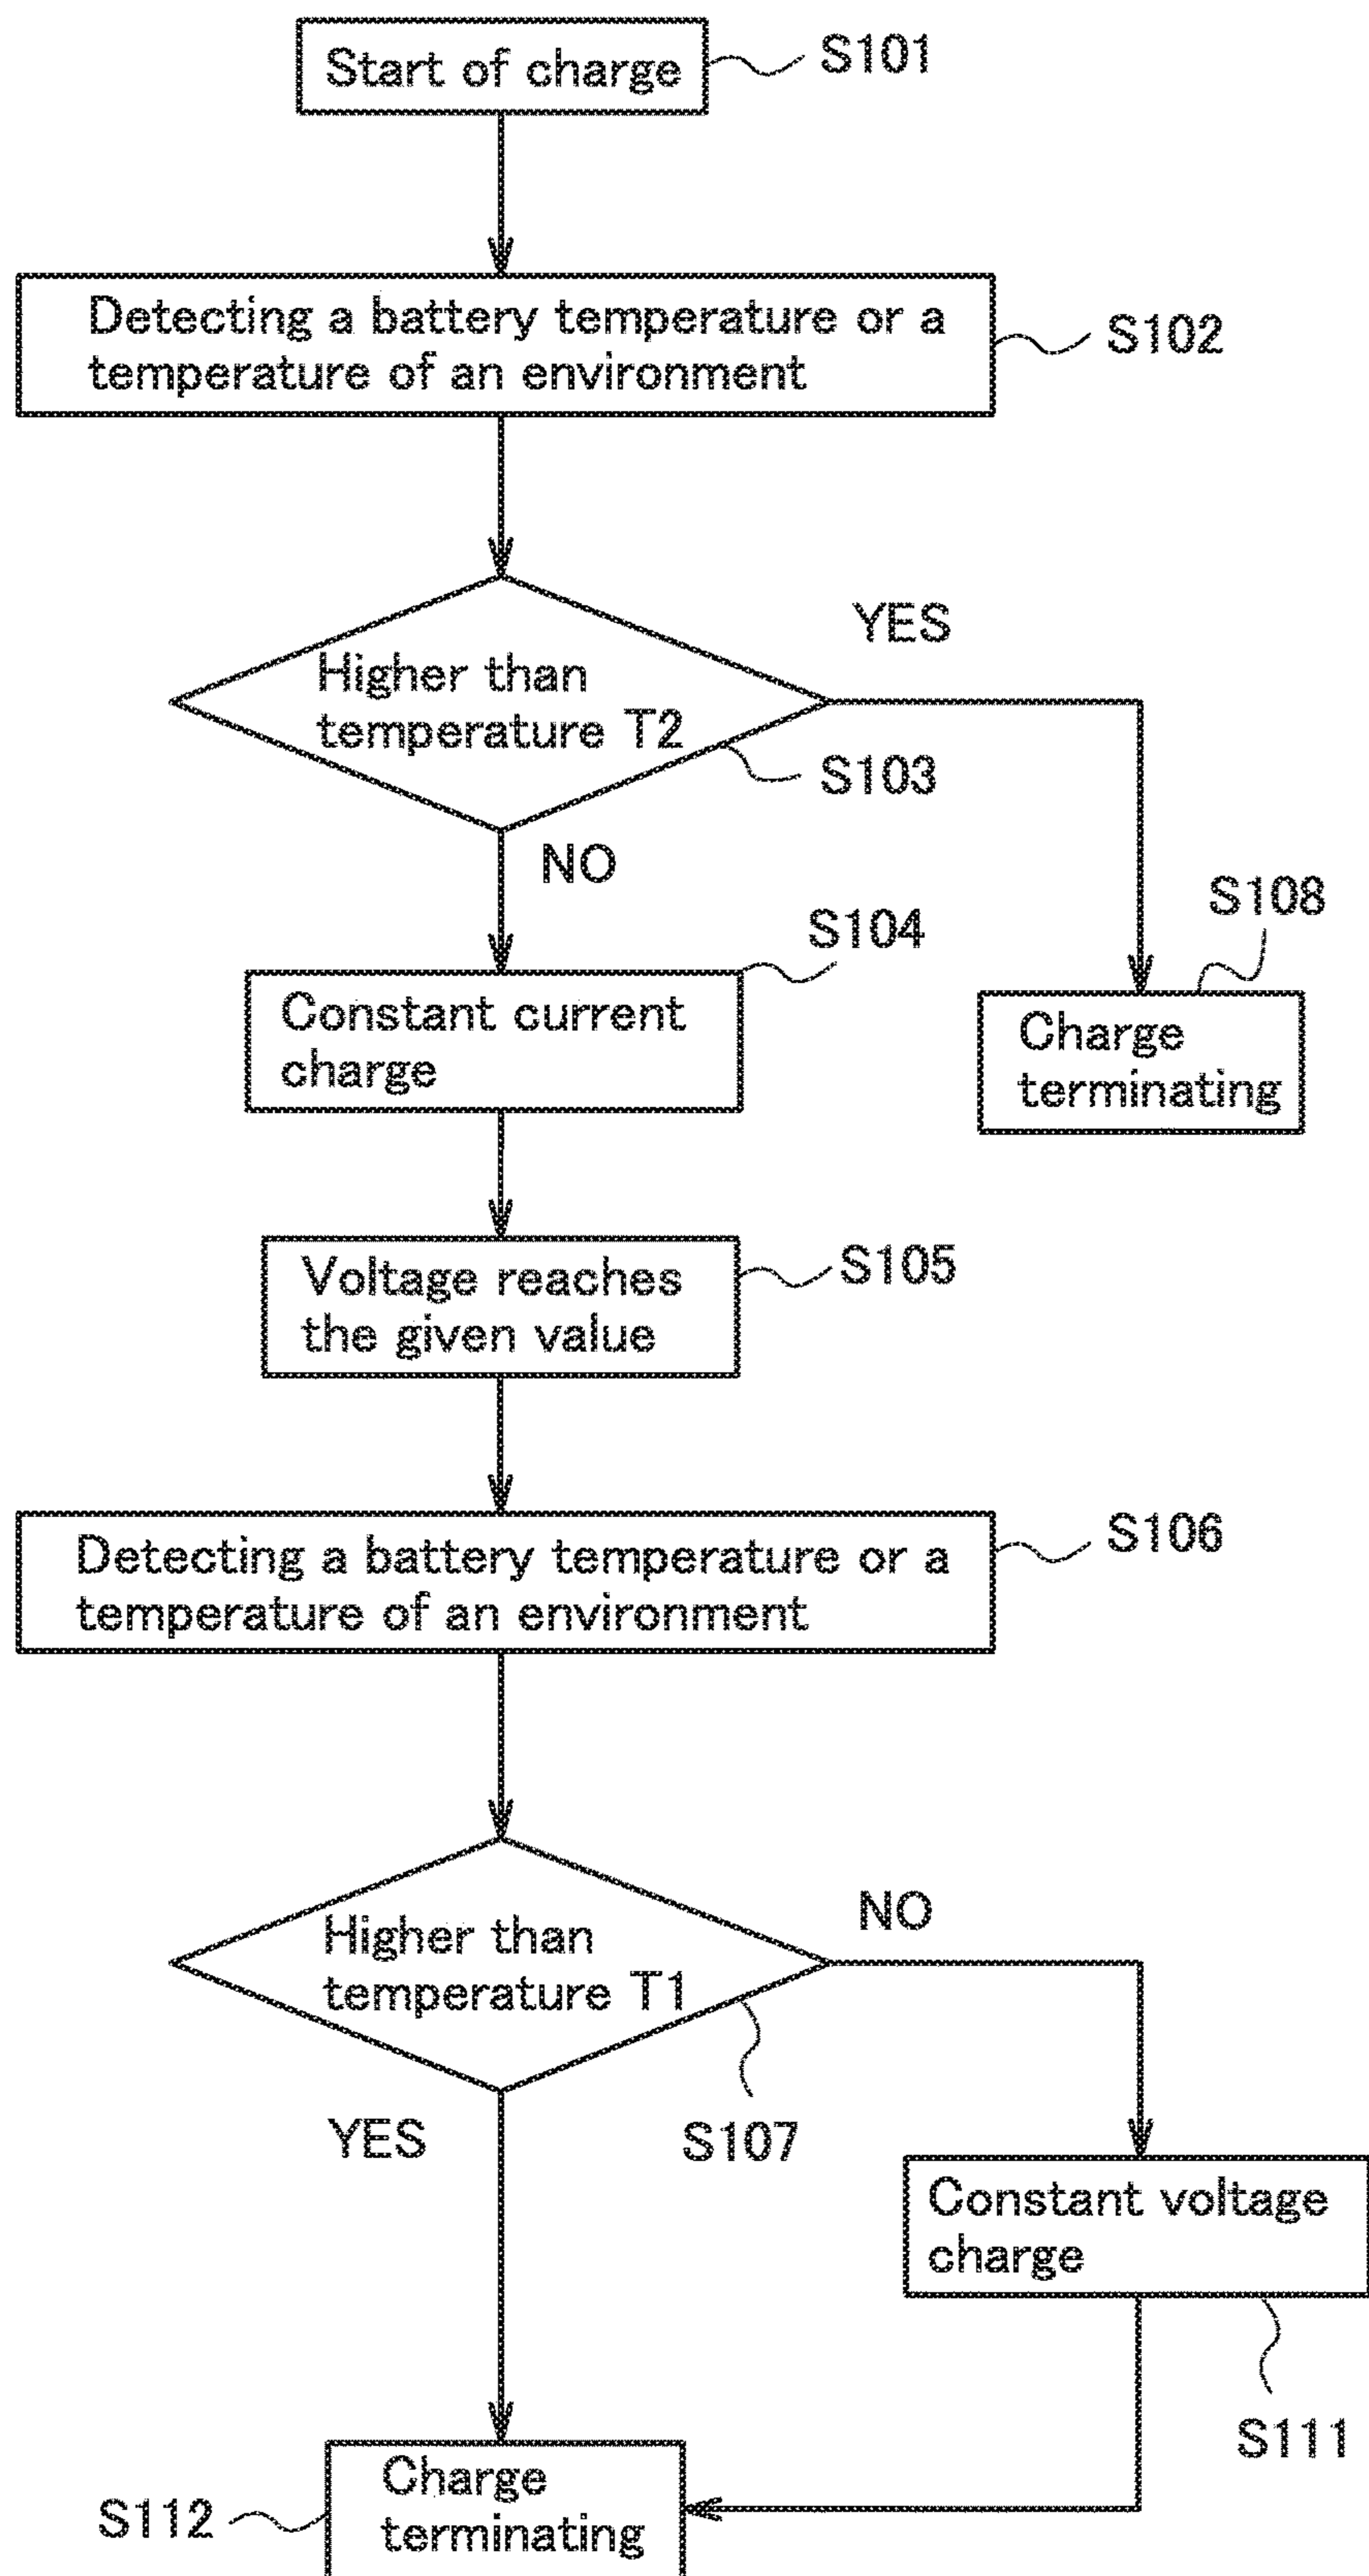 Start of charge
S101
Detecting a battery temperature or a
temperature of an environment
S102
YES
Higher than
temperature T2
S103
NO
S104
S108
Constant current
charge
Charge
terminating
Voltage reaches
the given value
S105
Detecting a battery temperature or a
temperature of an environment
S106
NO
Higher than
temperature T1
YES
S107
Constant voltage
charge
S111
Charge
terminating
S112